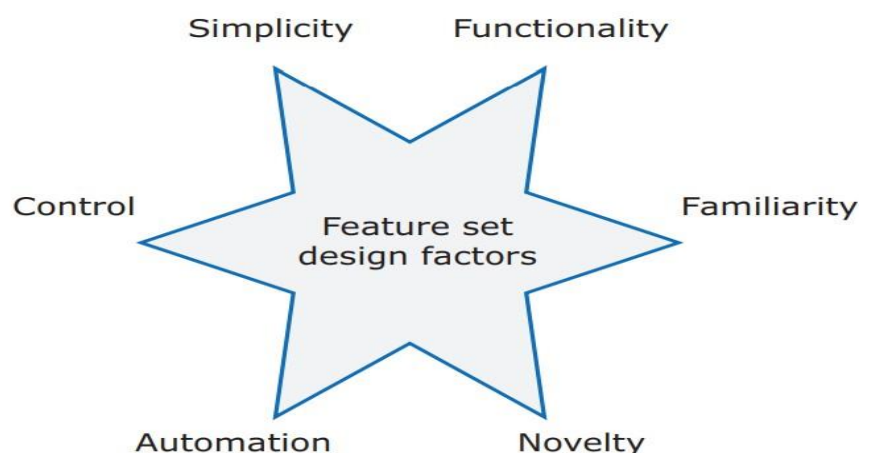 Simplicity
Functionality
Control
Familiarity
Feature set
design factors
Automation
Novelty